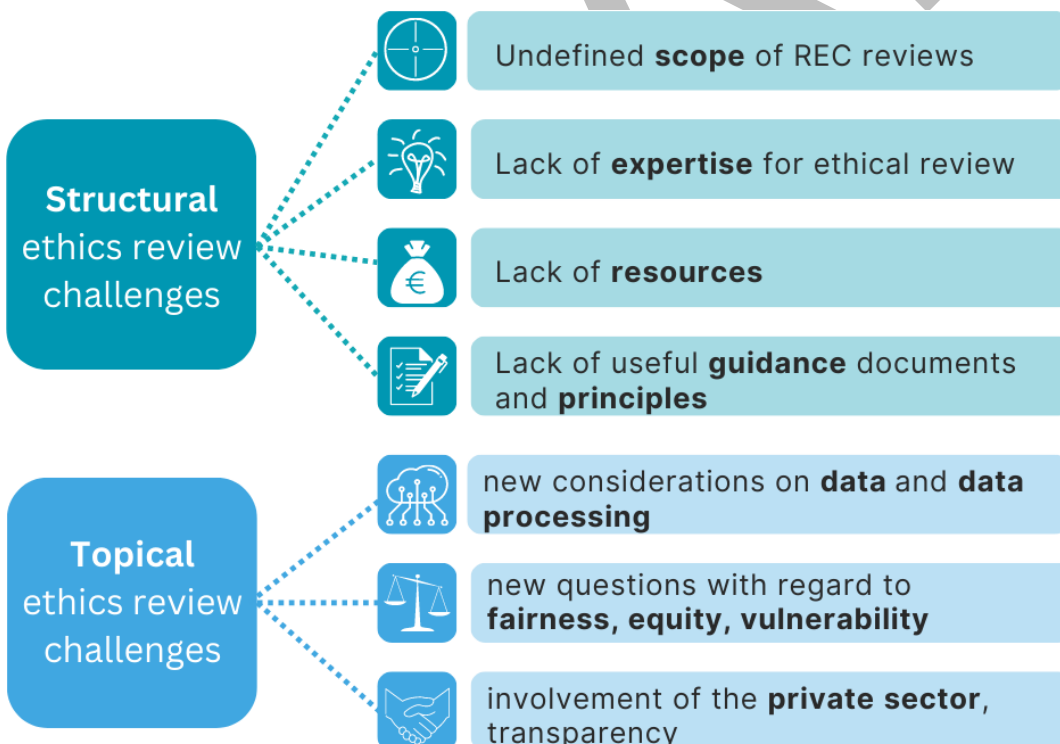 Structural
ethics review
challenges
Undefined scope of REC reviews
Lack of expertise for ethical review
Lack of resources
€
Lack of useful guidance documents
and principles
Topical
ethics review
challenges
new considerations on data and data
processing
new questions with regard to
fairness, equity, vulnerability
involvement of the private sector,
transparency